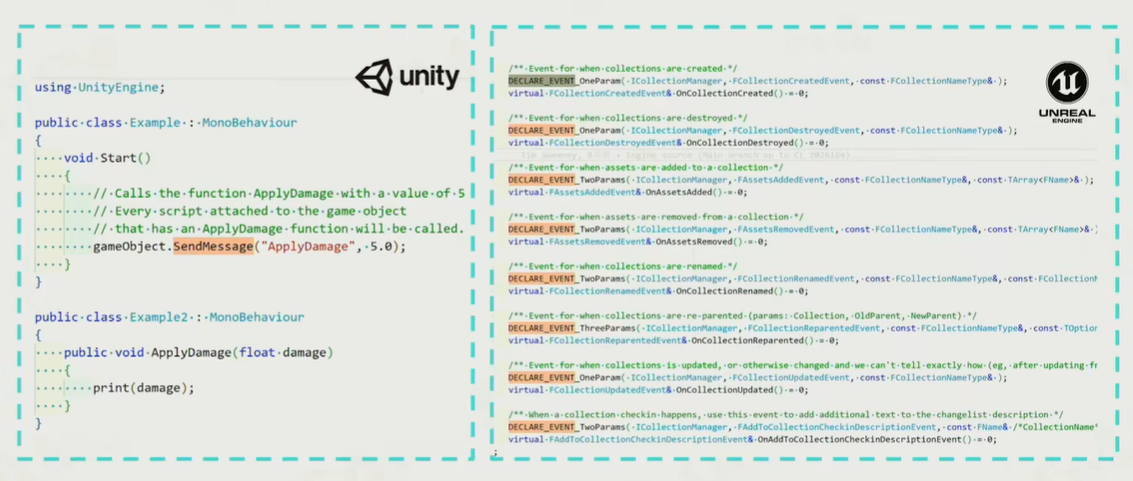 unity
using UnityEngine;
public class Example : MonoBehaviour
{
void Start()
{
// Calls the function ApplyDamage with a value of 5
// Every script attached to the game object
// that has an ApplyDamage function will be called.
gameObject.SendMessage("ApplyDamage", 5.0);
}
}
public class Example2 : MonoBehaviour
{
public void ApplyDamage(float damage)
{
print(damage);
}
}
UNREAL
ENGINE
/** Event for when collections are created */
DECLARE_EVENT_OneParam( ICollectionManager, FCollectionCreatedEvent, const FCollectionNameType& );
virtual FCollectionCreatedEvent& OnCollectionCreated() = 0;
/** Event for when collections are destroyed */
DECLARE_EVENT_OneParam( ICollectionManager, FCollectionDestroyedEvent, const FCollectionNameType& );
virtual FCollectionDestroyedEvent& OnCollectionDestroyed() = 0;
/** Event for when assets are added to a collection */
DECLARE_EVENT_TwoParams( ICollectionManager, FAssetsAddedEvent, const FCollectionNameType&, const TArray<FName>& );
virtual FAssetsAddedEvent& OnAssetsAdded() = 0;
/** Event for when assets are removed from a collection */
DECLARE_EVENT_TwoParams( ICollectionManager, FAssetsRemovedEvent, const FCollectionNameType&, const TArray<FName>& )
virtual FAssetsRemovedEvent& OnAssetsRemoved() = 0;
/** Event for when collections are renamed */
DECLARE_EVENT_TwoParams( ICollectionManager, FCollectionRenamedEvent, const FCollectionNameType&, const FCollectionN
virtual FCollectionRenamedEvent& OnCollectionRenamed() = 0;
/** Event for when collections are re-parented (params: Collection, OldParent, NewParent) */
DECLARE_EVENT_ThreeParams( ICollectionManager, FCollectionReparentedEvent, const FCollectionNameType&, const TOption
virtual FCollectionReparentedEvent& OnCollectionReparented() = 0;
/** Event for when collections is updated, or otherwise changed and we can't tell exactly how (eg, after updating fr
DECLARE_EVENT_OneParam( ICollectionManager, FCollectionUpdatedEvent, const FCollectionNameType& );
virtual FCollectionUpdatedEvent& OnCollectionUpdated() = 0;
/** When a collection checkin happens, use this event to add additional text to the changelist description */
DECLARE_EVENT_TwoParams( ICollectionManager, FAddToCollectionCheckinDescriptionEvent, const FName& /*CollectionName*
virtual FAddToCollectionCheckinDescriptionEvent& OnAddToCollectionCheckinDescriptionEvent() = 0;
;